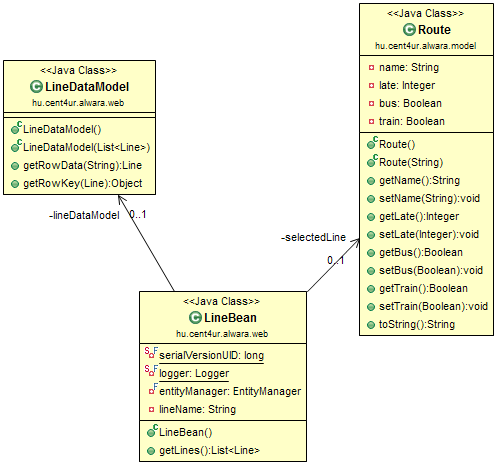 <<Java Class>>
LineDataModel
hu.cent4ur.alwara.web
LineDataModel()
LineDataModel(List<Line>)
getRowData(String):Line
getRowKey(Line):Object
<<Java Class>>
Route
hu.cent4ur.alwara.model
name: String
late: Integer
bus: Boolean
train: Boolean
Route()
Route(String)
getName():String
setName(String):void
getLate():Integer
setLate(Integer):void
getBus():Boolean
setBus(Boolean):void
getTrain():Boolean
setTrain(Boolean):void
toString():String
-lineDataModel 0..1
-selectedLine
0..1
<<Java Class>>
LineBean
hu.cent4ur.alwara.web
serialVersionUID: long
logger: Logger
entityManager: EntityManager
lineName: String
LineBean()
getLines():List<Line>